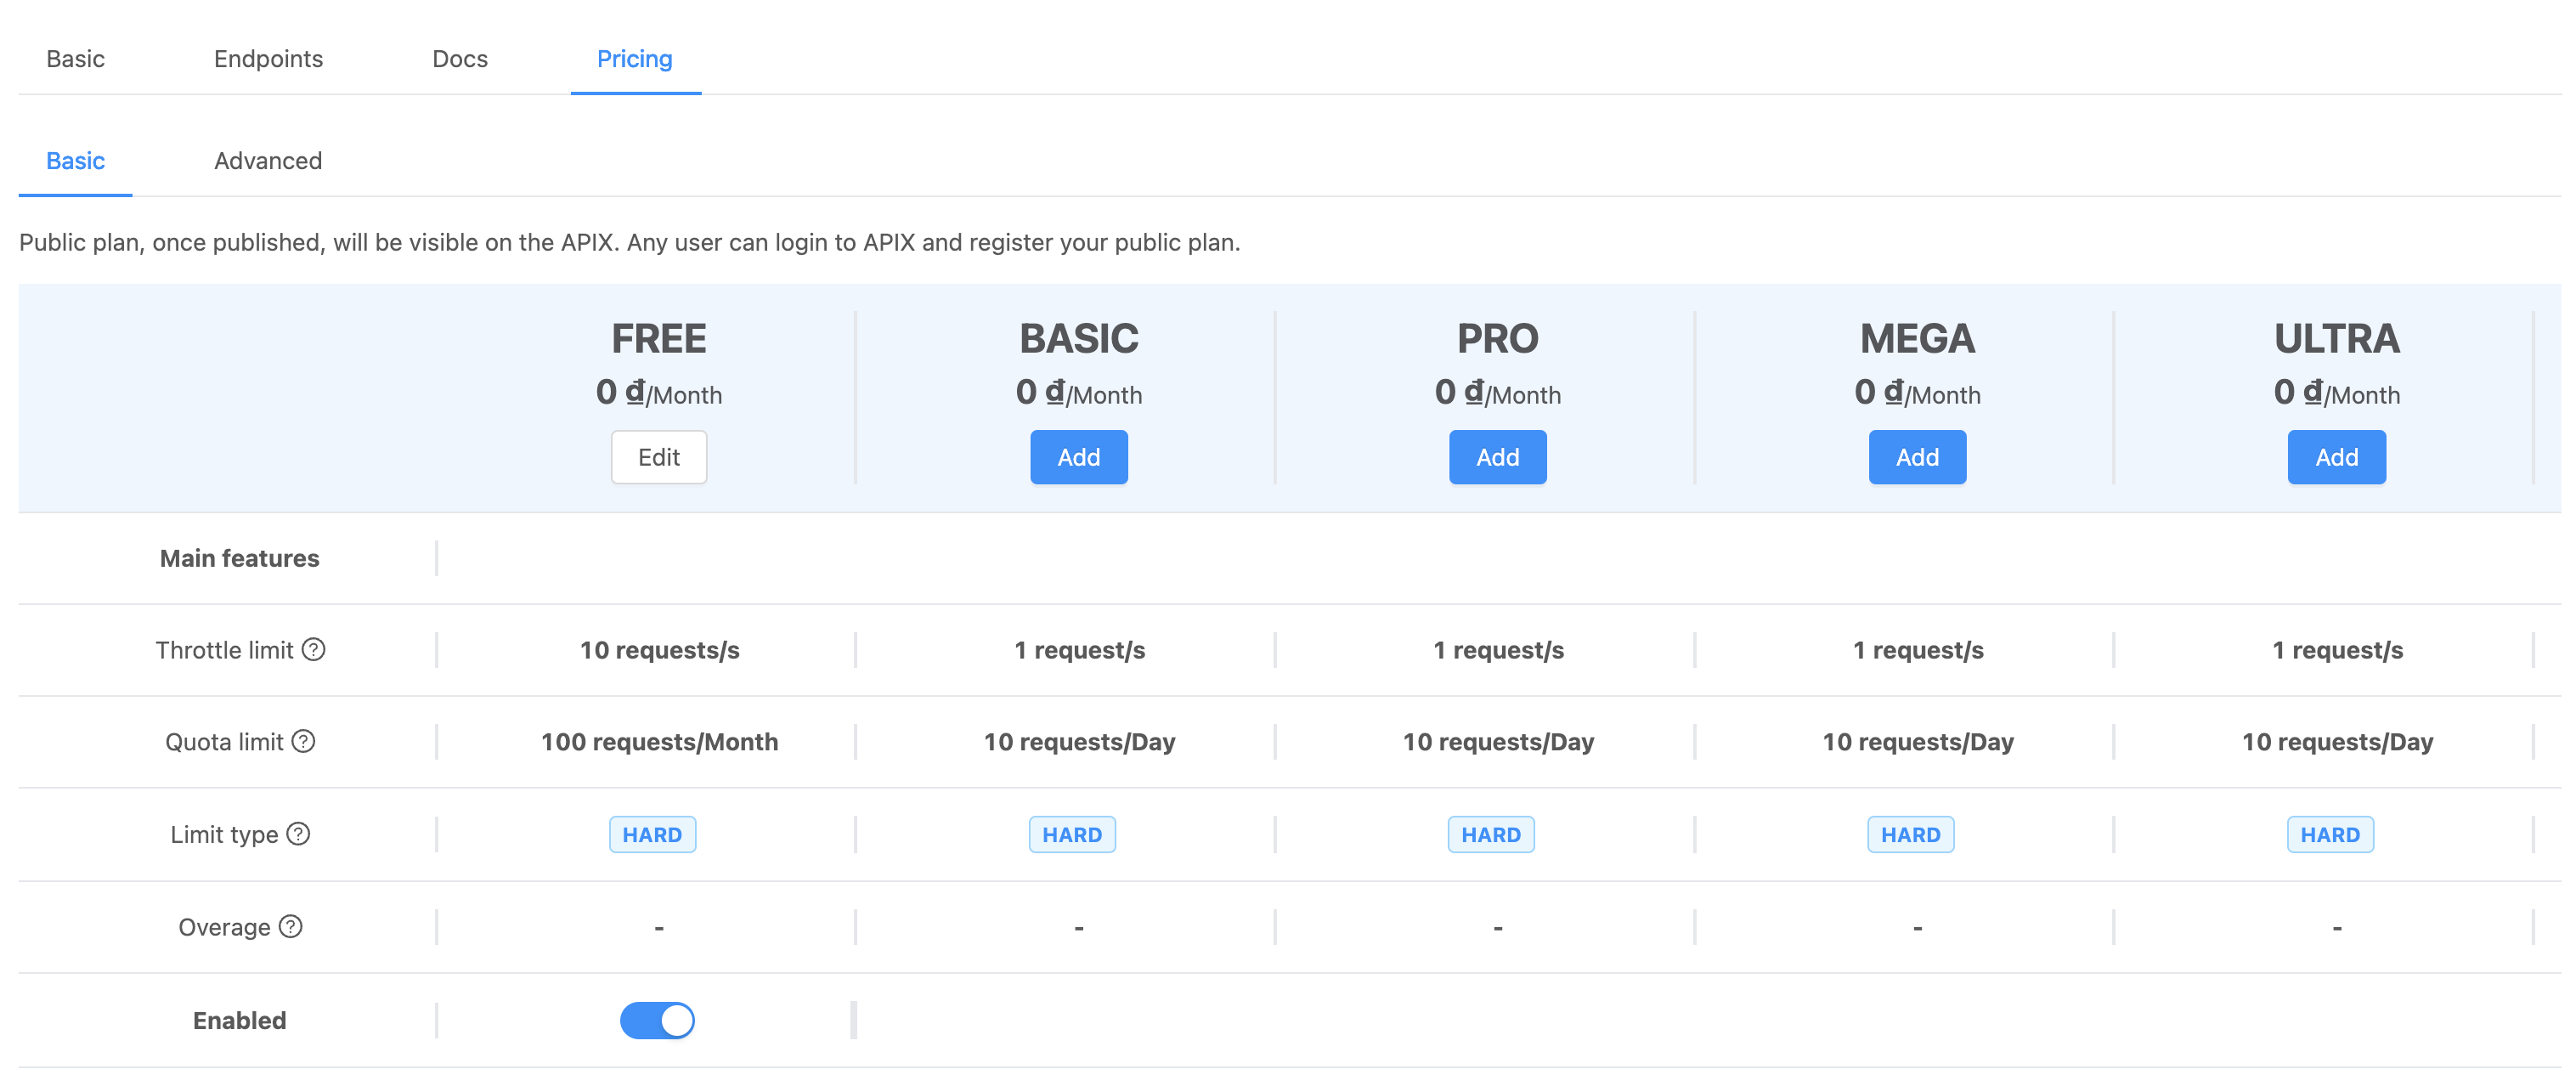 Basic Endpoints Docs Pricing
Basic Advanced
Public plan, once published, will be visible on the APIX. Any user can login to APIX and register your public plan.
FREE BASIC PRO MEGA ULTRA
0 ₫/Month 0 ₫/Month 0 ₫/Month 0 ₫/Month 0 ₫/Month
Edit Add Add Add Add
Main features
Throttle limit ? 10 requests/s 1 request/s 1 request/s 1 request/s 1 request/s
Quota limit ? 100 requests/Month 10 requests/Day 10 requests/Day 10 requests/Day 10 requests/Day
Limit type ? HARD HARD HARD HARD HARD
Overage ? - - - - -
Enabled